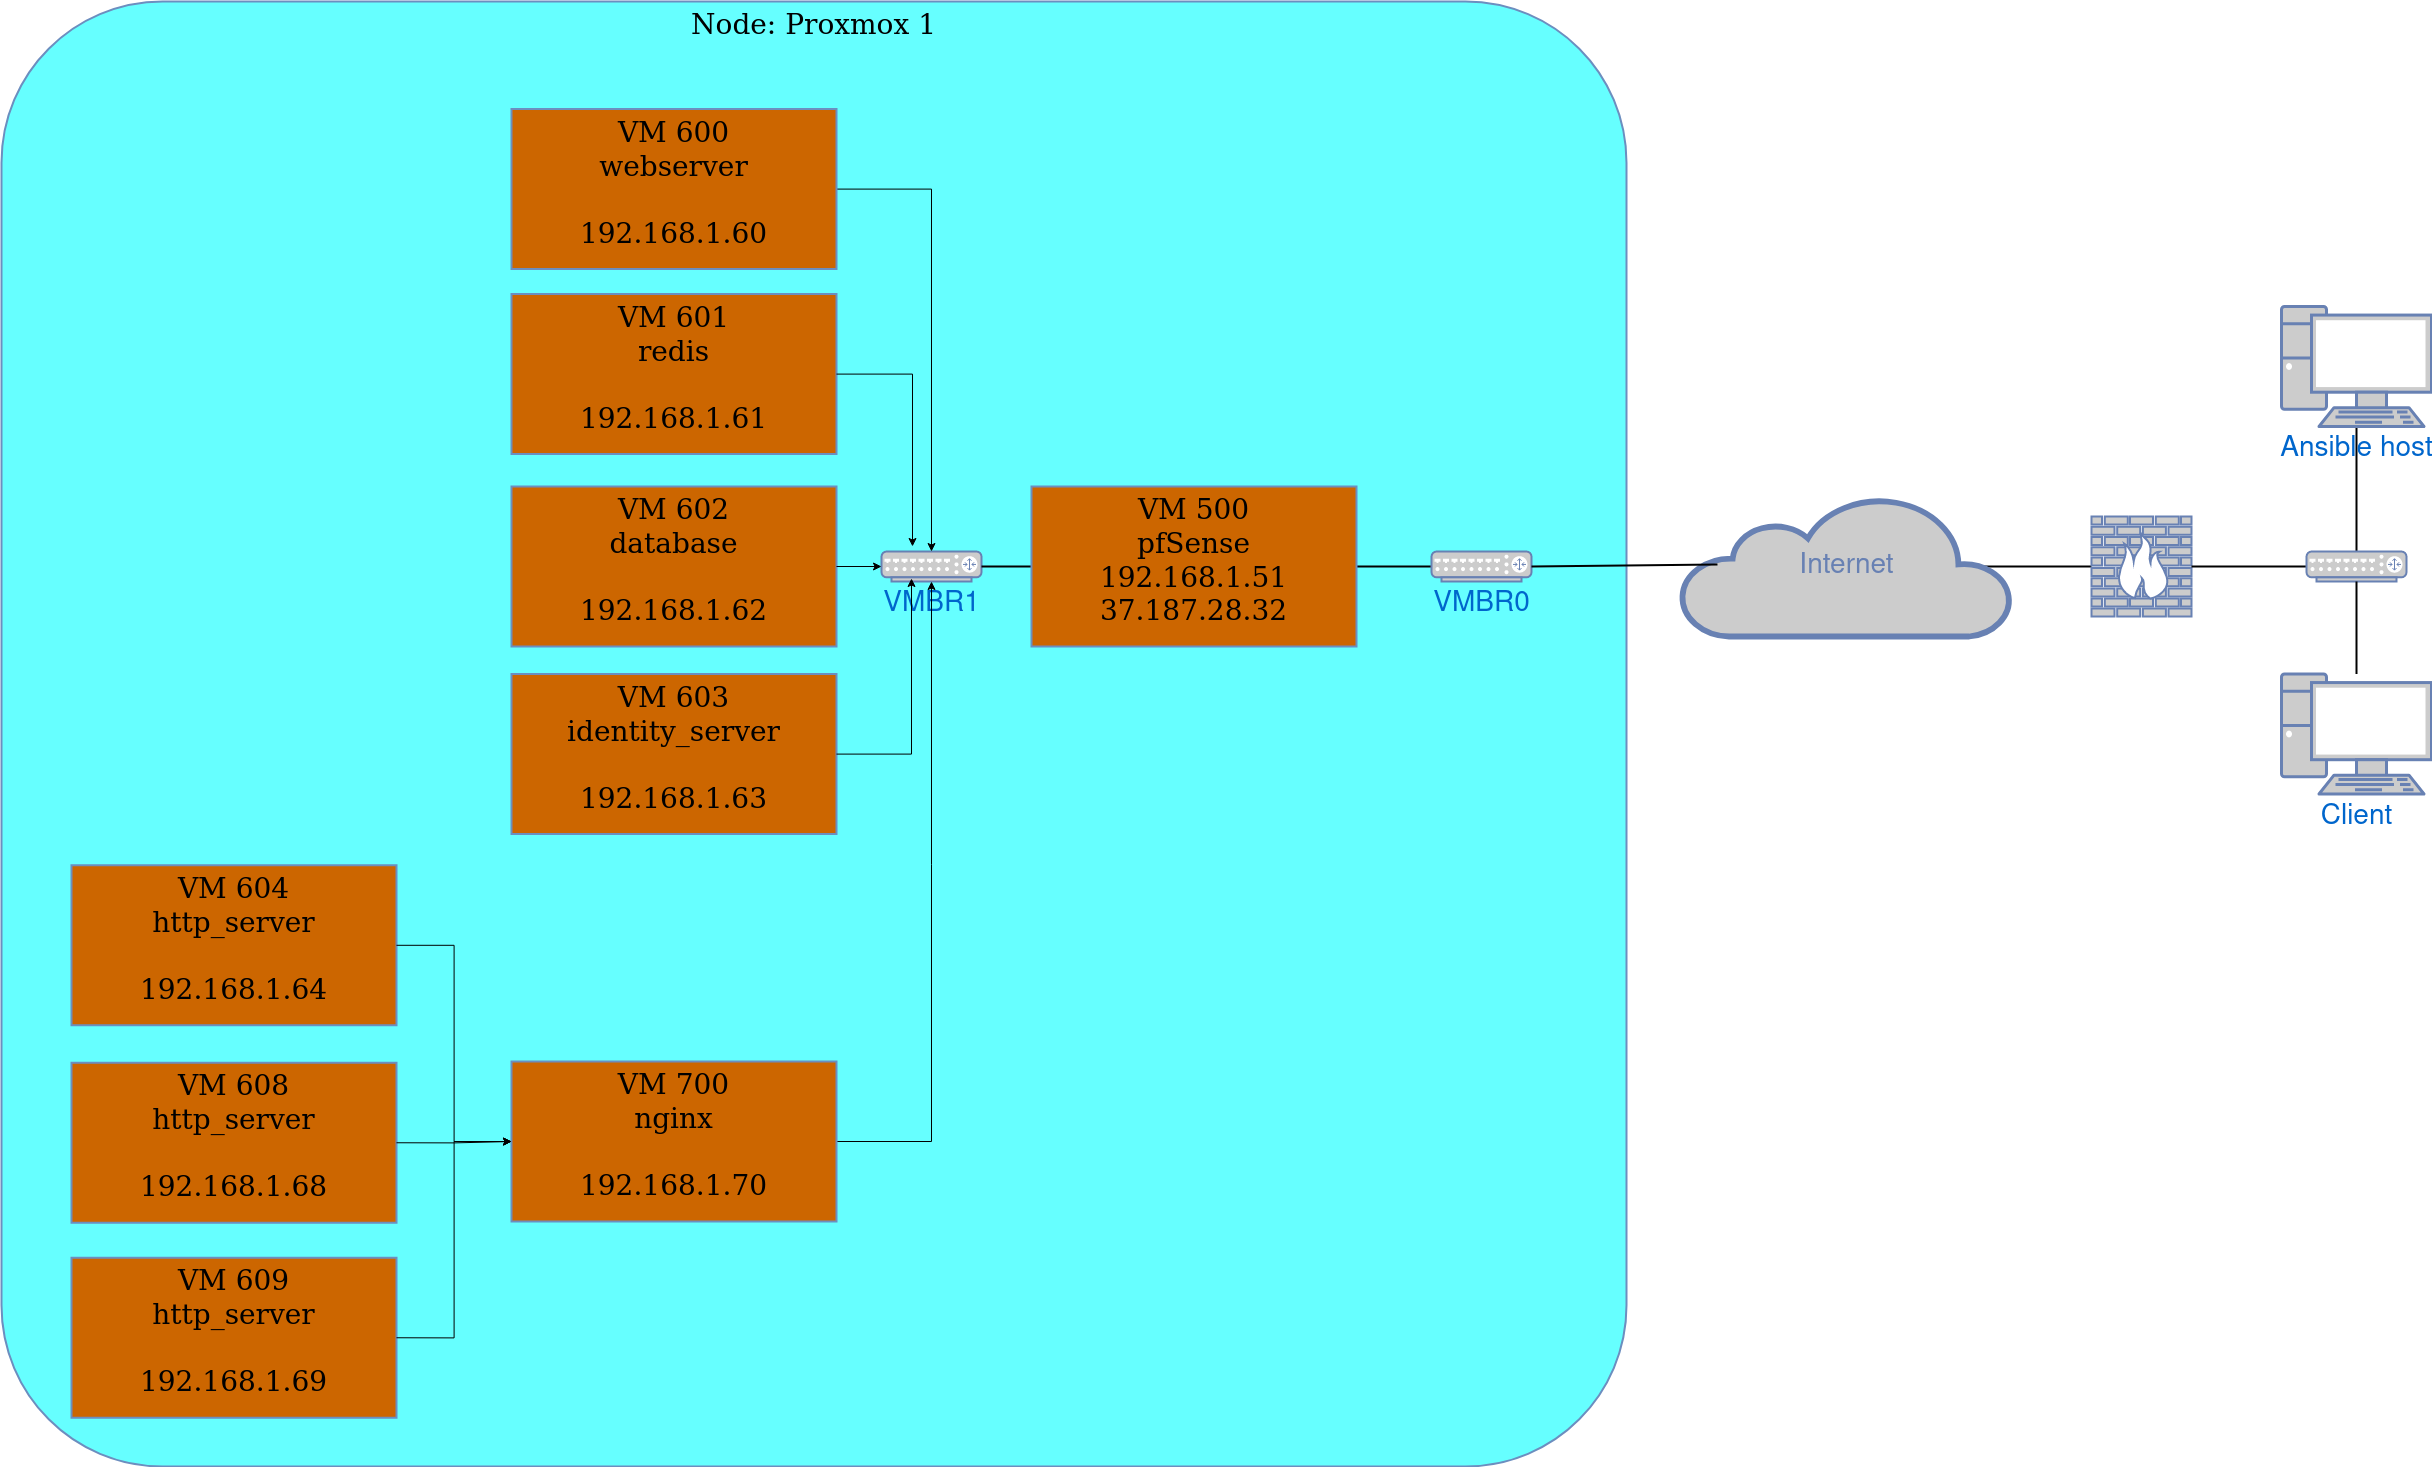 Node: Proxmox 1
VM 600
webserver
192.168.1.60
VM 601
redis
192.168.1.61
VM 602
database
192.168.1.62
VMBR1
VM 500
pfSense
192.168.1.51
37.187.28.32
VMBR0
Internet
Ansible host
Client
VM 603
identity_server
192.168.1.63
VM 604
http_server
192.168.1.64
VM 608
http_server
192.168.1.68
VM 700
nginx
192.168.1.70
VM 609
http_server
192.168.1.69